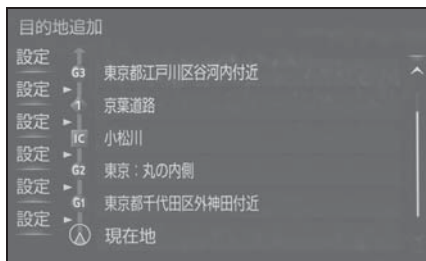 目的地追加
設定
G3 東京都江戸川区谷河内付近
設定
1 京葉道路
設定
IC 小松川
設定
G2 東京：丸の内側
設定
G1 東京都千代田区外神田付近
設定
現在地